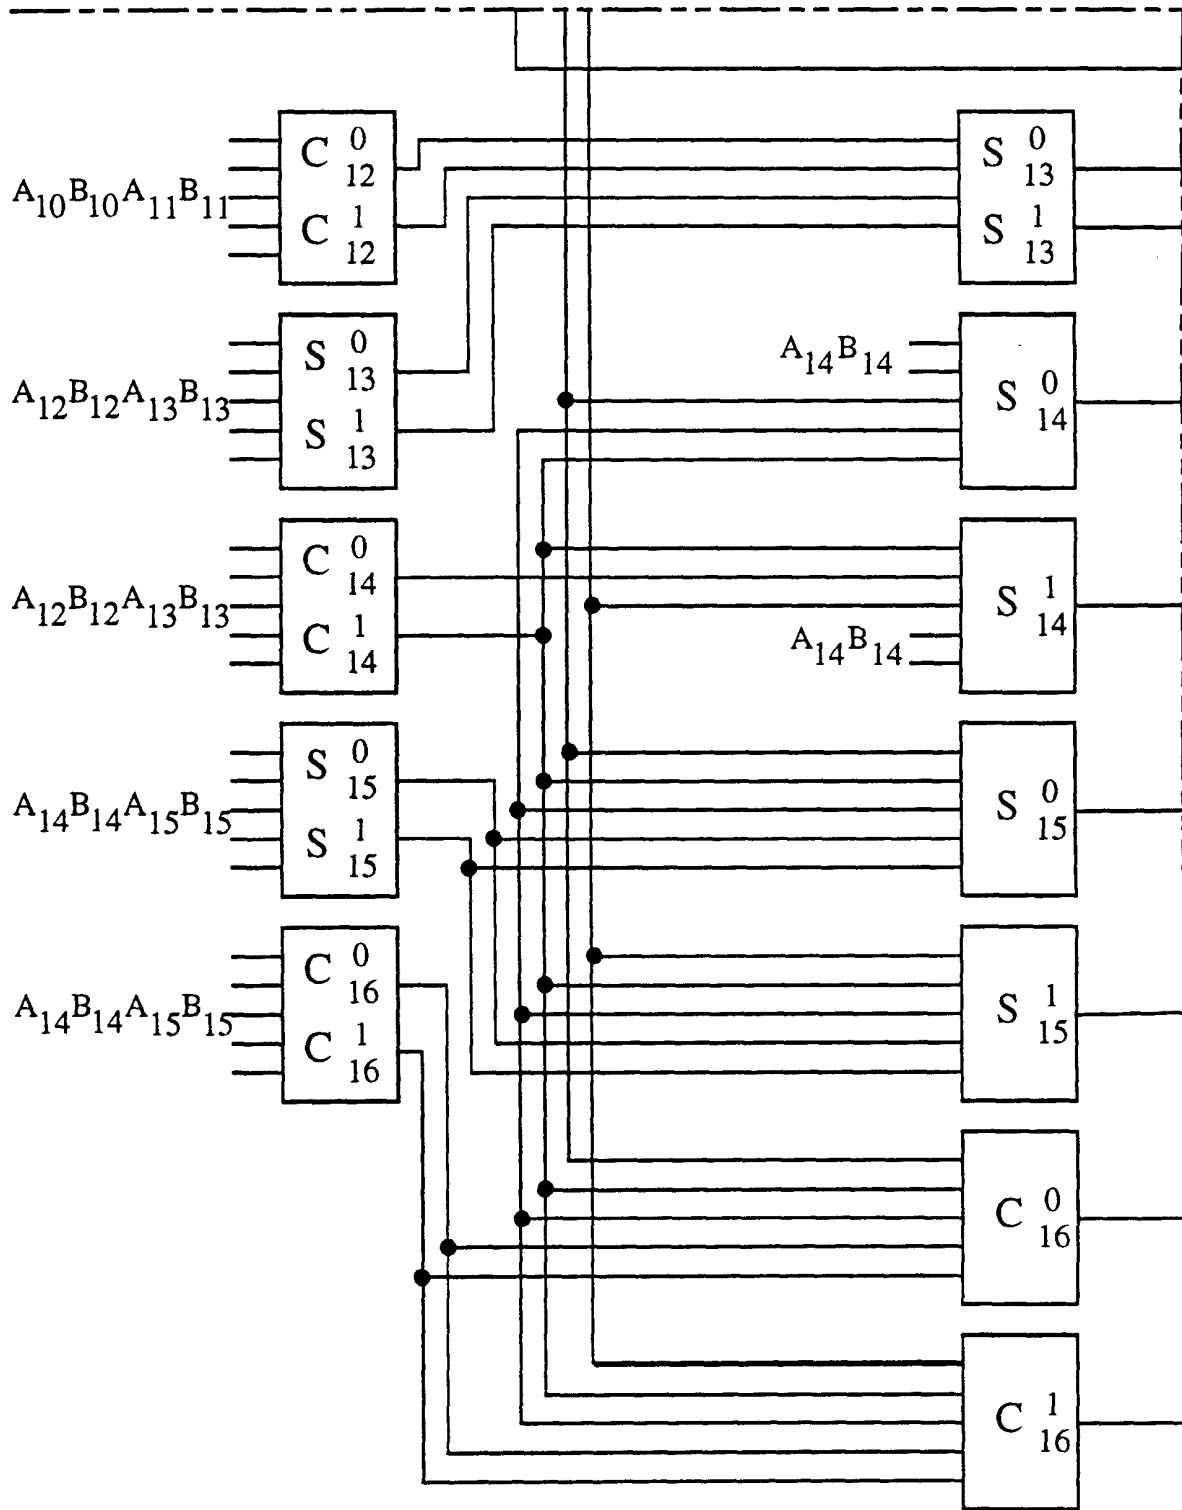 C 0 12
A10B10A11B11
C 1 12
S 0 13
S 1 13
S 0 13
A12B12A13B13
S 1 13
A14B14
S 0 14
C 0 14
A12B12A13B13
C 1 14
S 1 14
A14B14
S 0 15
A14B14A15B15
S 1 15
S 0 15
C 0 16
A14B14A15B15
C 1 16
S 1 15
C 0 16
C 1 16